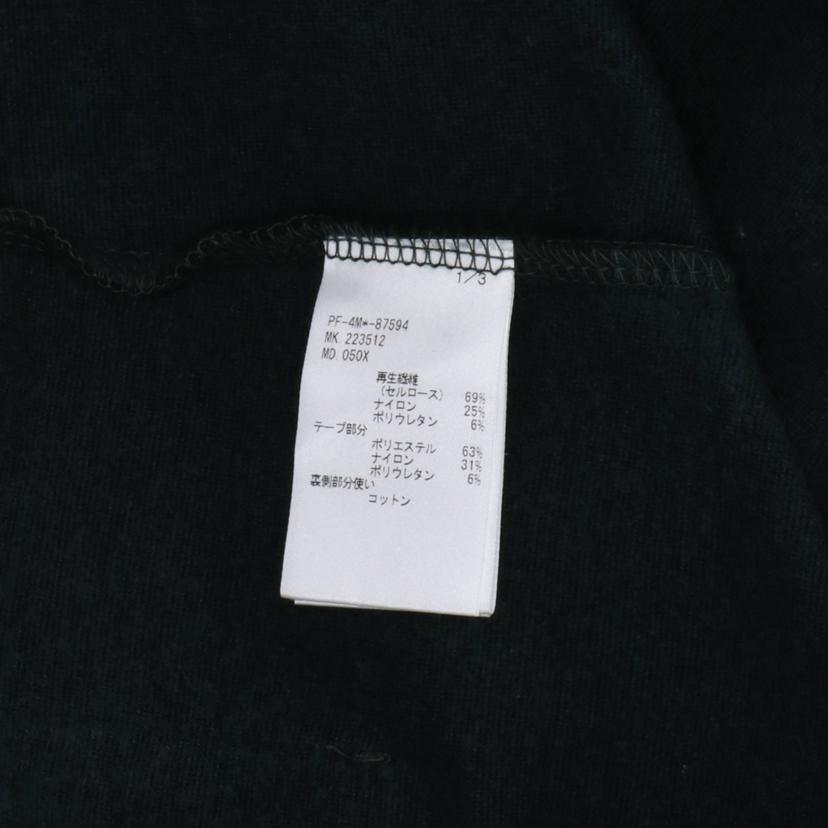 1/3
PF-4M*-87594
MK. 223512
MD. 050X
再生繊維
(セルロース) 69%
ナイロン 25%
ポリウレタン 6%
テープ部分
ポリエステル 63%
ナイロン 31%
ポリウレタン 6%
裏側部分使い
コットン